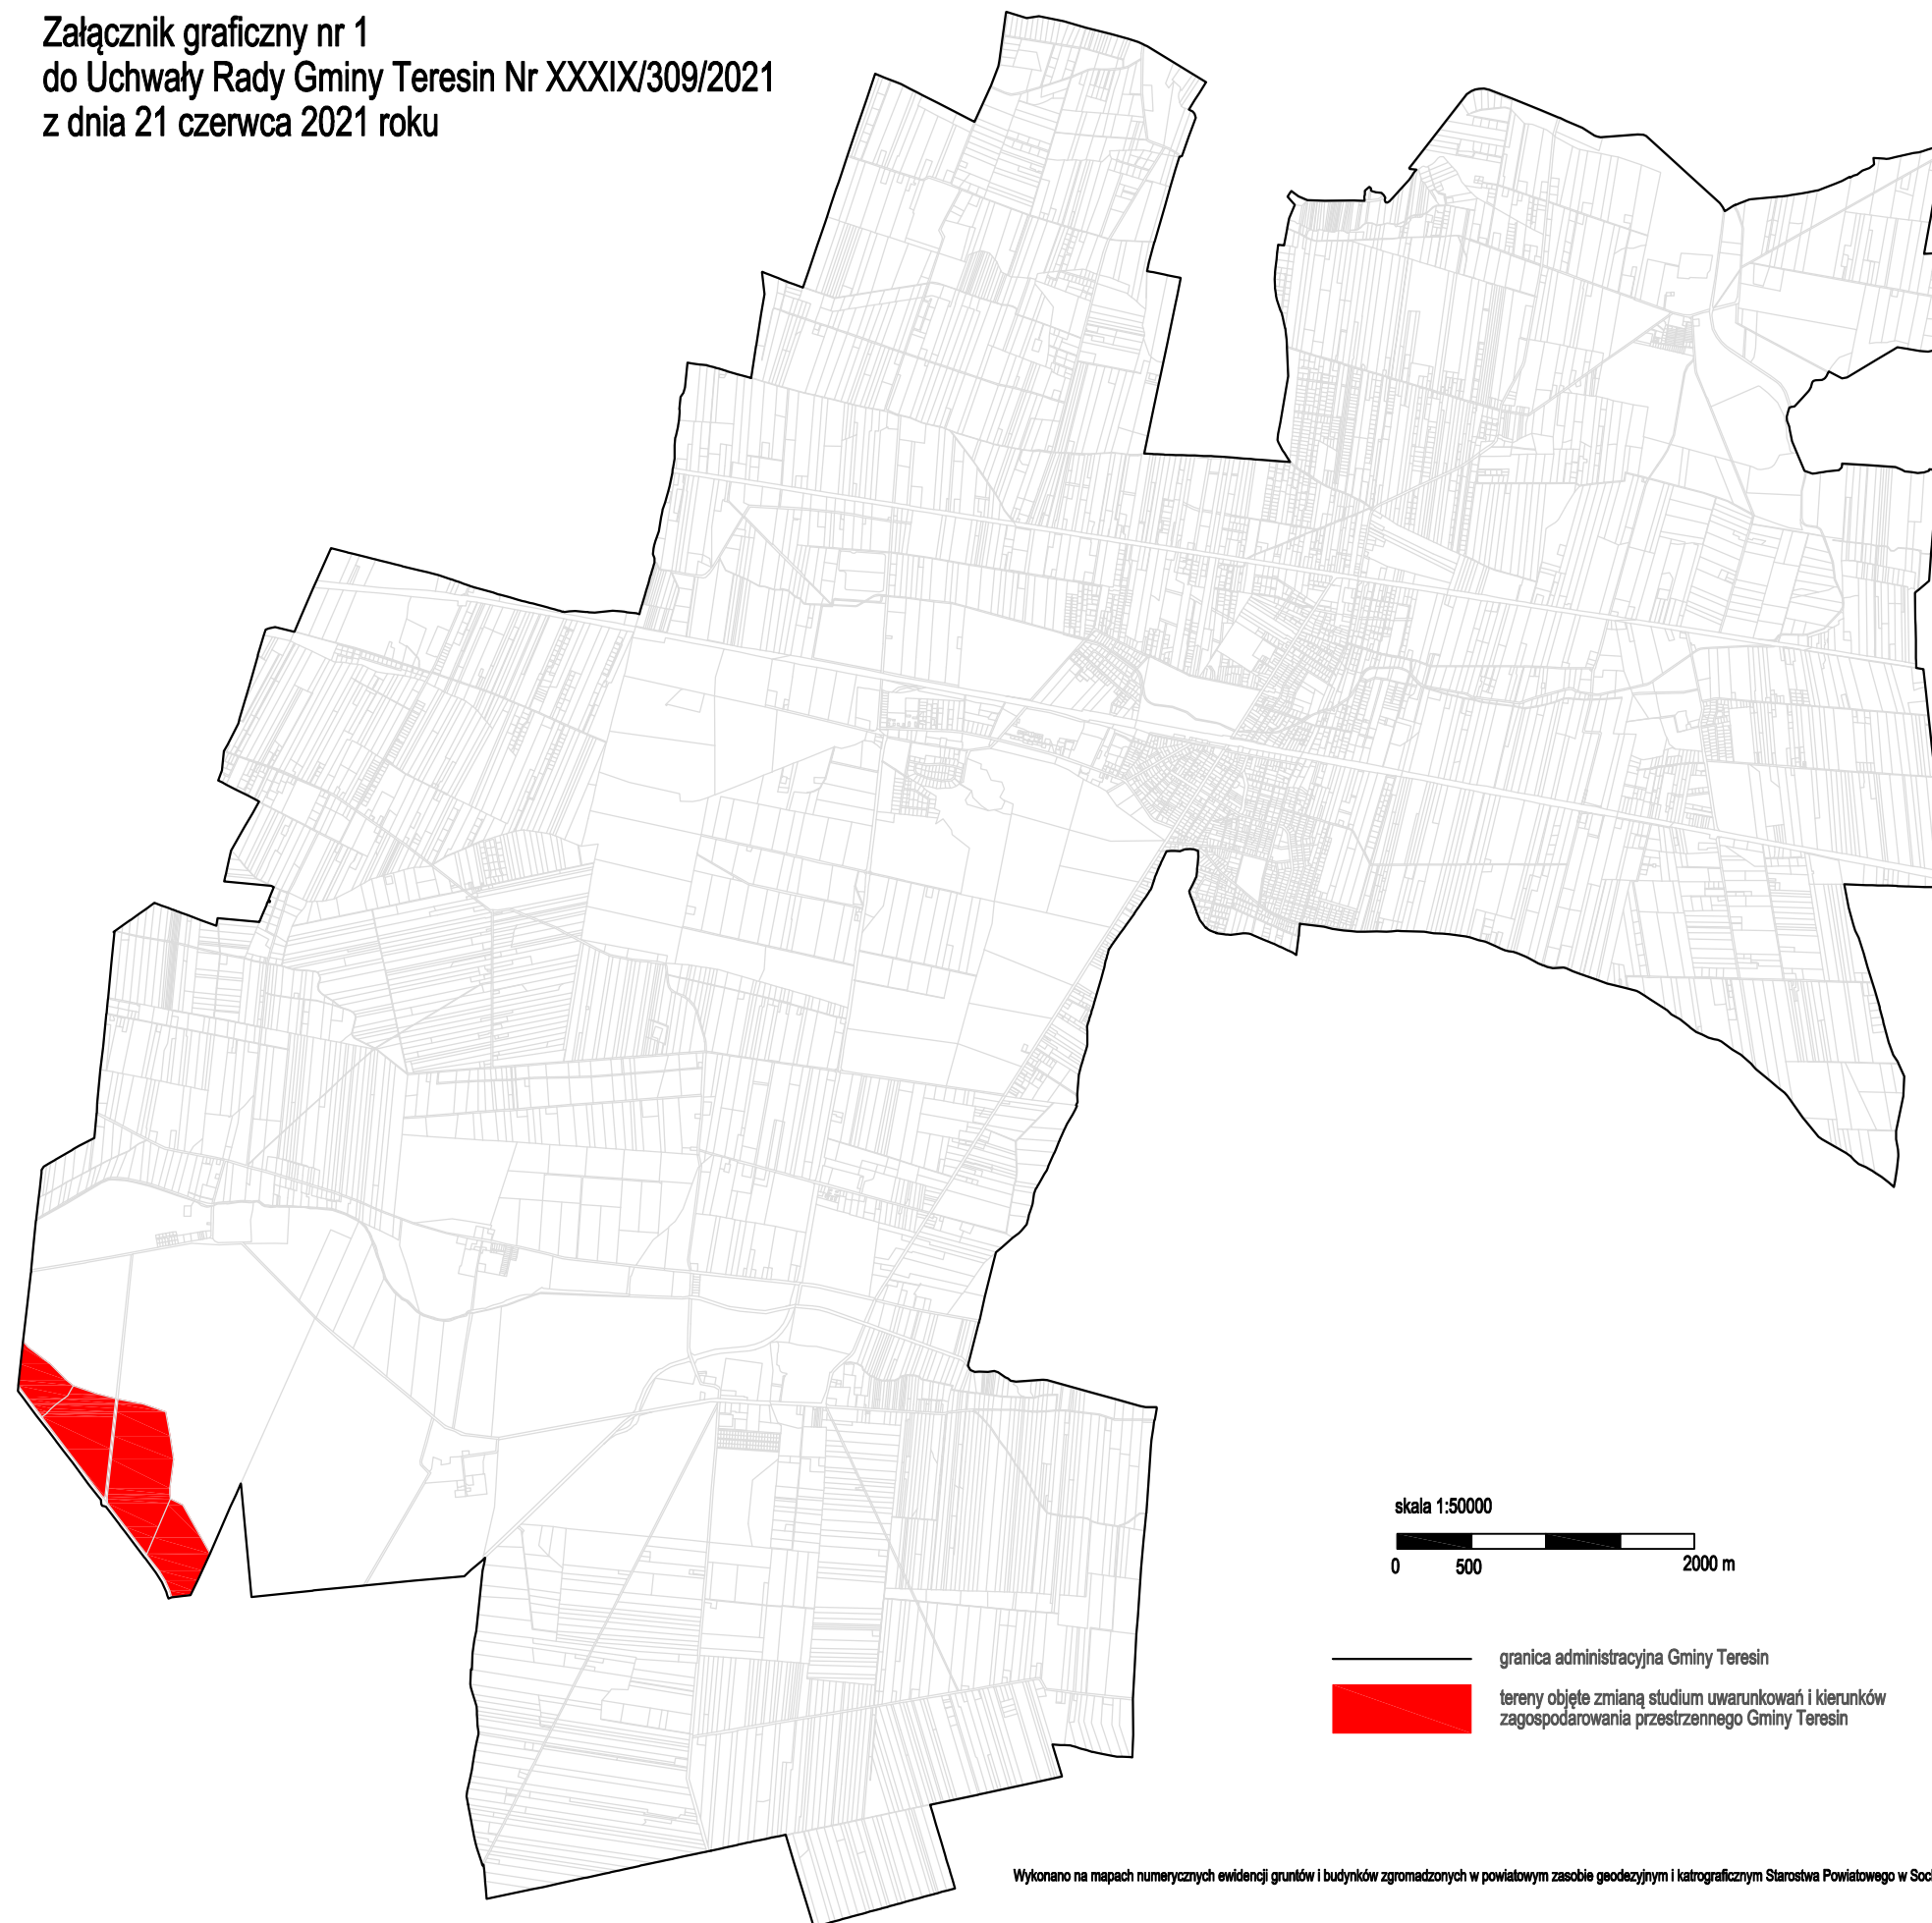 Załącznik graficzny nr 1
do Uchwały Rady Gminy Teresin Nr XXXIX/309/2021
z dnia 21 czerwca 2021 roku
skala 1:50000
0 500 2000 m
granica administracyjna Gminy Teresin
tereny objęte zmianą studium uwarunkowań i kierunków
zagospodarowania przestrzennego Gminy Teresin
Wykonano na mapach numerycznych ewidencji gruntów i budynków zgromadzonych w powiatowym zasobie geodezyjnym i katrograficznym Starostwa Powiatowego w Soc